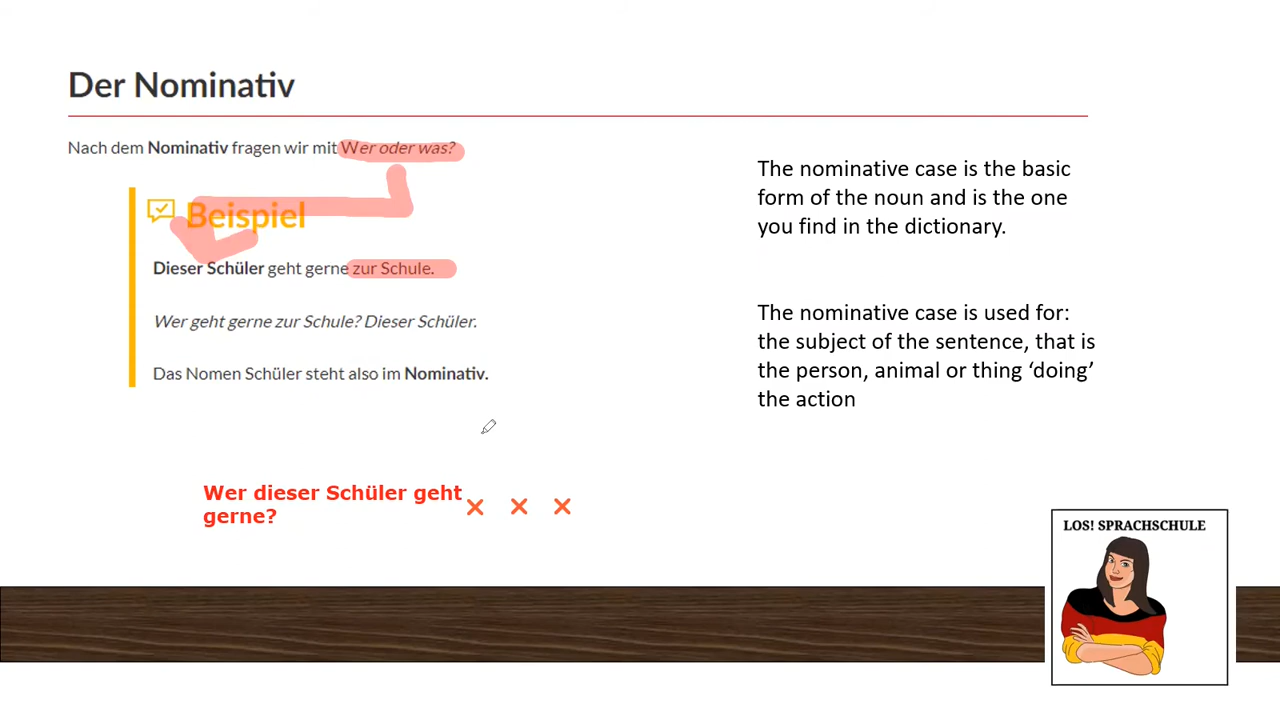 Der Nominativ
Nach dem Nominativ fragen wir mit Wer oder was?
Beispiel
Dieser Schüler geht gerne zur Schule.
Wer geht gerne zur Schule? Dieser Schüler.
Das Nomen Schüler steht also im Nominativ.
Wer dieser Schüler geht
gerne?
The nominative case is the basic
form of the noun and is the one
you find in the dictionary.
The nominative case is used for:
the subject of the sentence, that is
the person, animal or thing ‘doing’
the action
LOS! SPRACHSCHULE